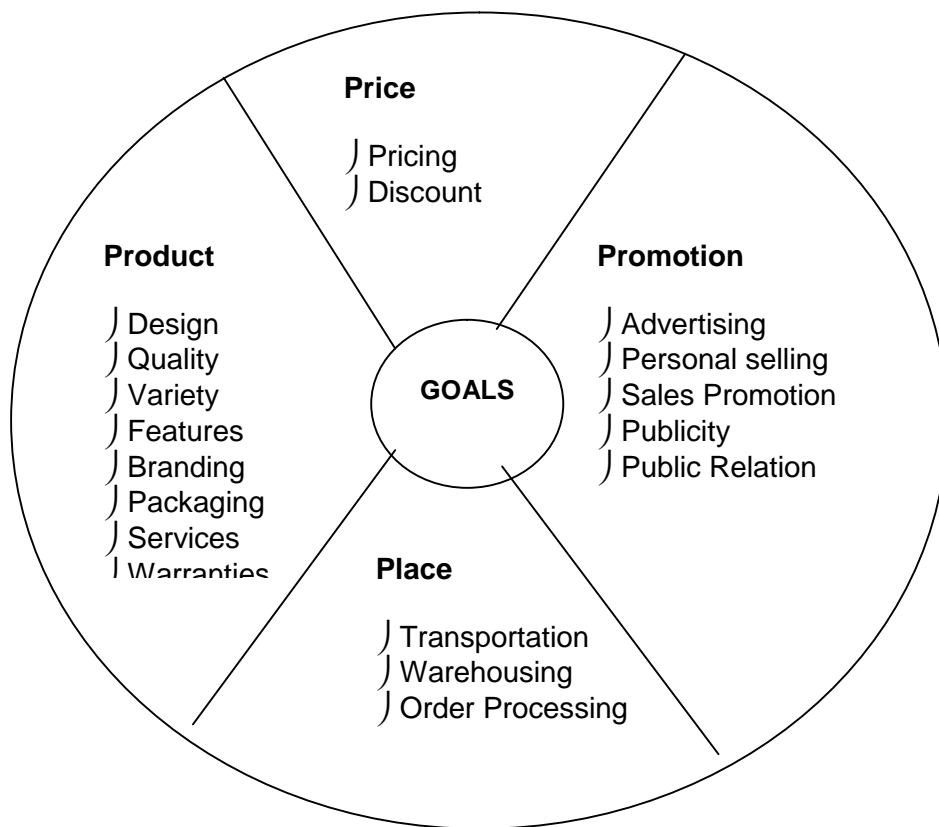 Price
Pricing
Discount
Product
Design
Quality
Variety
Features
Branding
Packaging
Services
Warranties
Promotion
Advertising
Personal selling
Sales Promotion
Publicity
Public Relation
GOALS
Place
Transportation
Warehousing
Order Processing